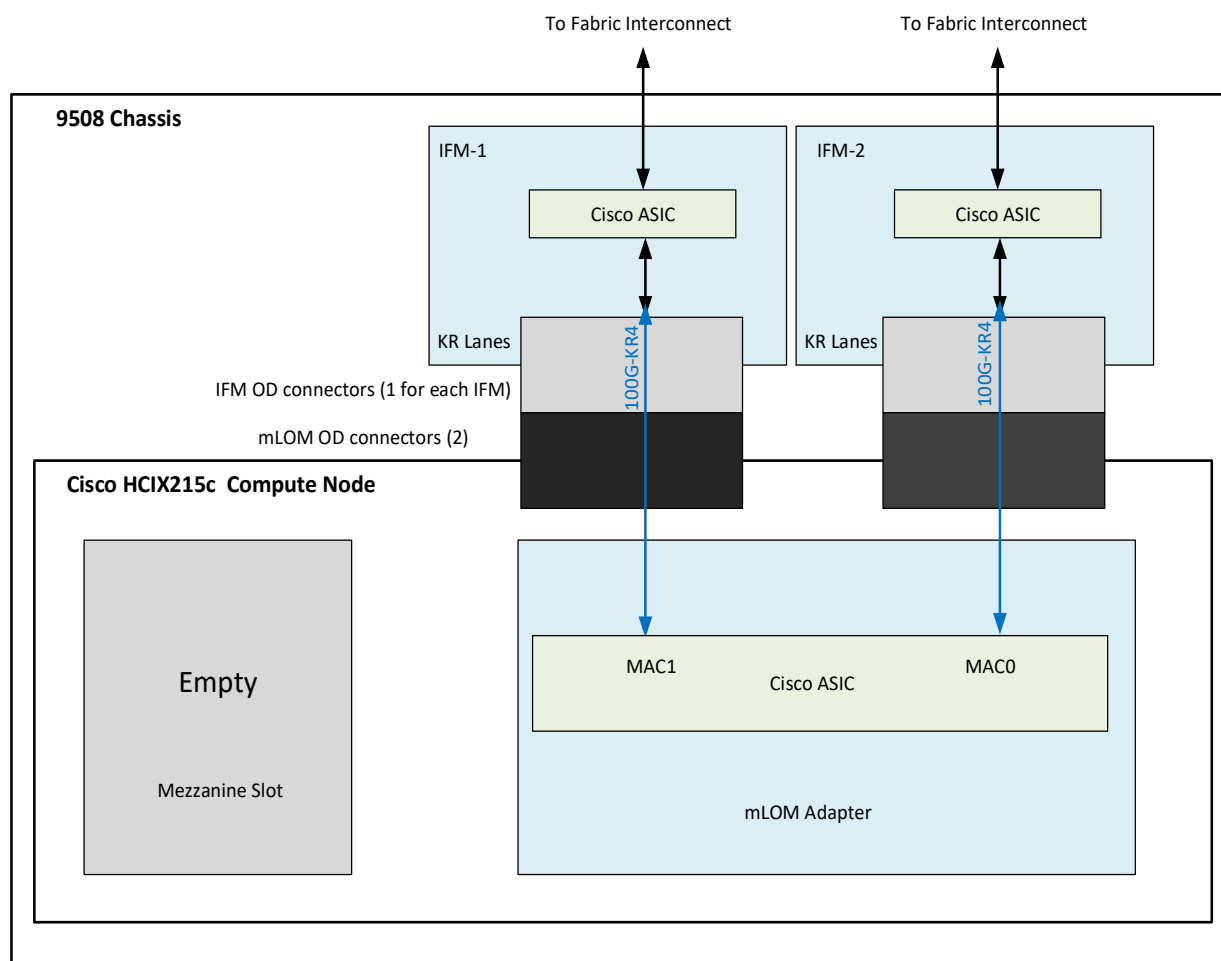 To Fabric Interconnect
To Fabric Interconnect
9508 Chassis
IFM-1
IFM-2
Cisco ASIC
Cisco ASIC
KR Lanes
KR Lanes
100G-KR4
100G-KR4
IFM OD connectors (1 for each IFM)
mLOM OD connectors (2)
Cisco HCIX215c Compute Node
Empty
Mezzanine Slot
MAC1
MAC0
Cisco ASIC
mLOM Adapter